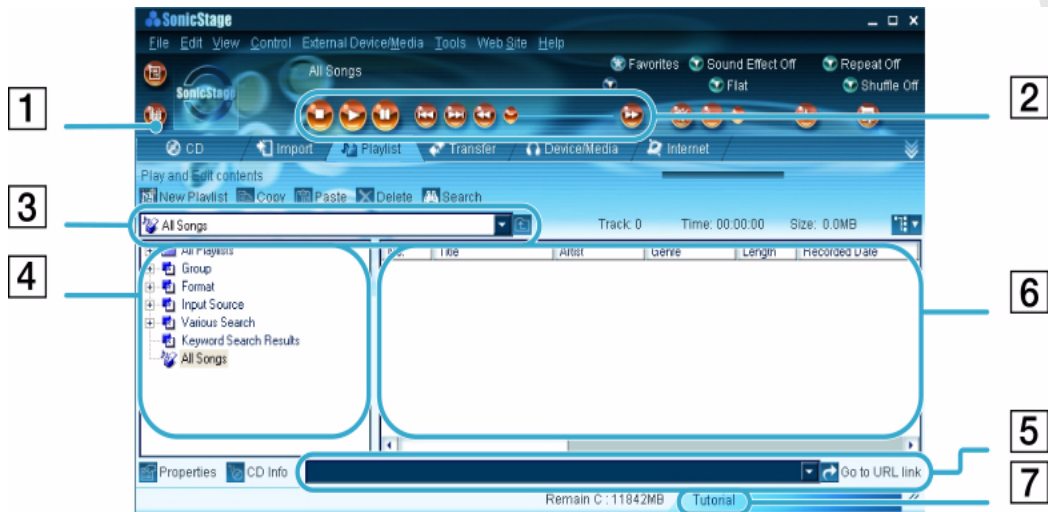 SonicStage
File Edit View Control External Device/Media Tools Web Site Help
All Songs
Favorites Sound Effect Off Repeat Off
Flat Shuffle Off
SonicStage
1
2
CD Import Playlist Transfer Device/Media Internet
Play and Edit contents
New Playlist Copy Paste Delete Search
3
All Songs
Track: 0 Time: 00:00:00 Size: 0.0MB
4
All Playlists
Group
Format
Input Source
Various Search
Keyword Search Results
All Songs
No. Title Artist Genre Length Recorded Date
6
5
Properties CD Info Go to URL link
7
Remain C : 11842MB Tutorial